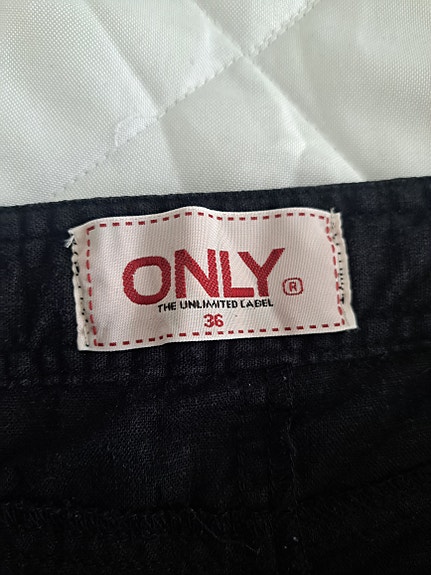 ONLY ®
THE UNLIMITED LABEL
36